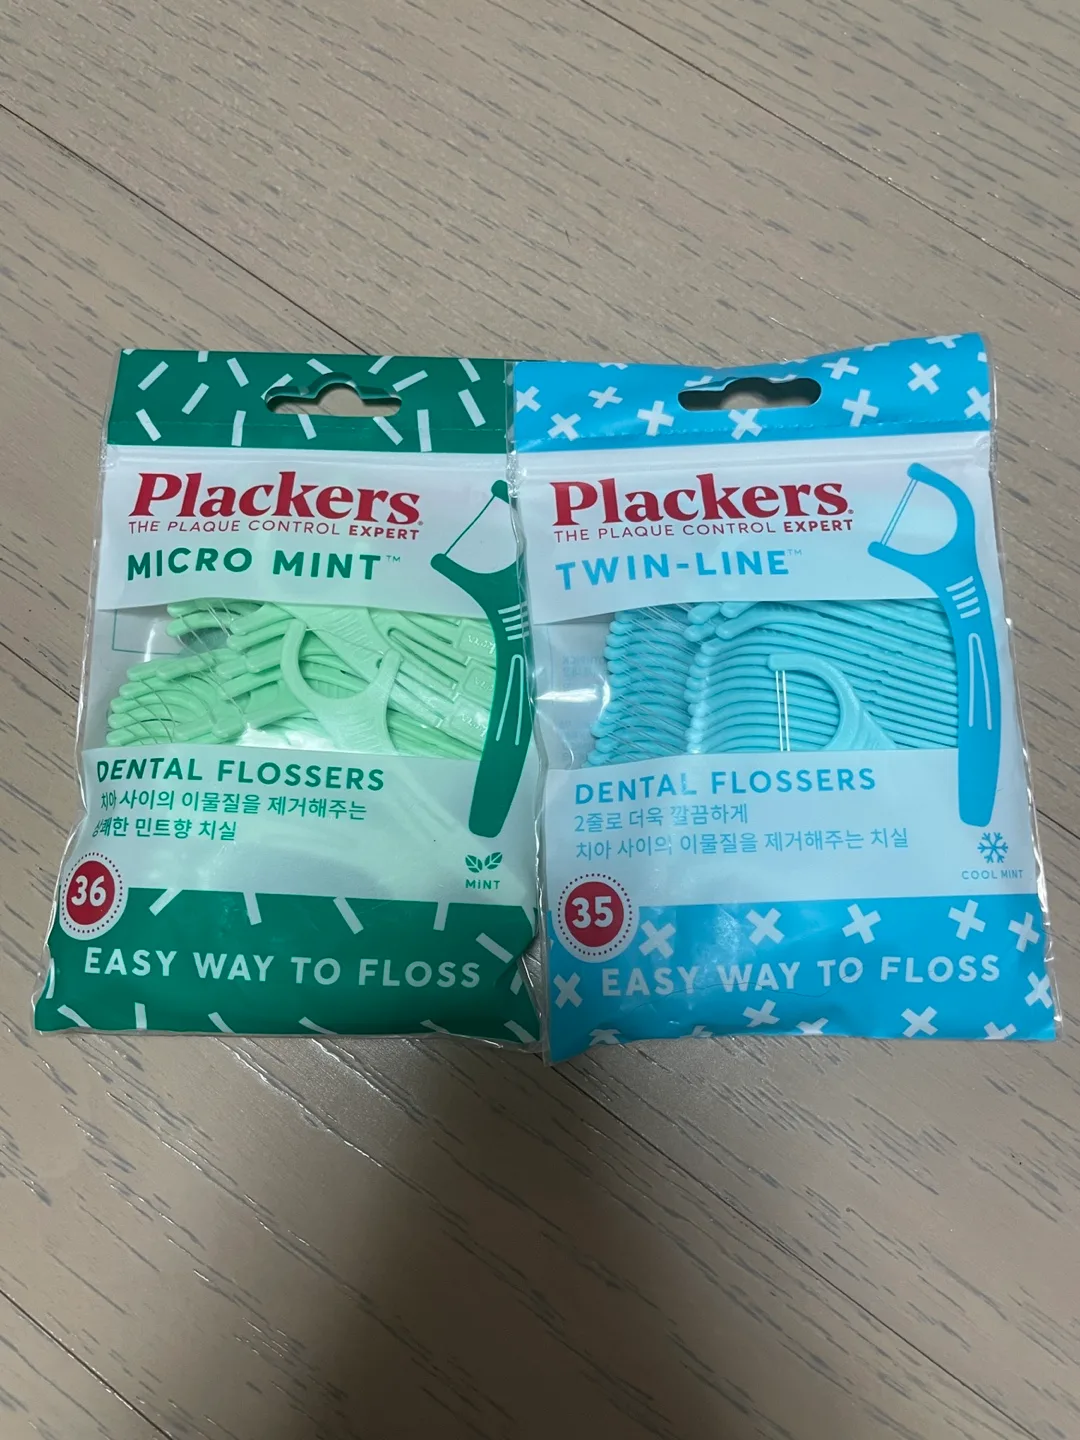 Plackers
THE PLAQUE CONTROL EXPERT
MICRO MINT™
DENTAL FLOSSERS
치아 사이의 이물질을 제거해주는
상쾌한 민트향 치실
MINT
36
EASY WAY TO FLOSS
Plackers
THE PLAQUE CONTROL EXPERT
TWIN-LINE™
DENTAL FLOSSERS
2줄로 더욱 깔끔하게
치아 사이의 이물질을 제거해주는 치실
COOL MINT
35
EASY WAY TO FLOSS